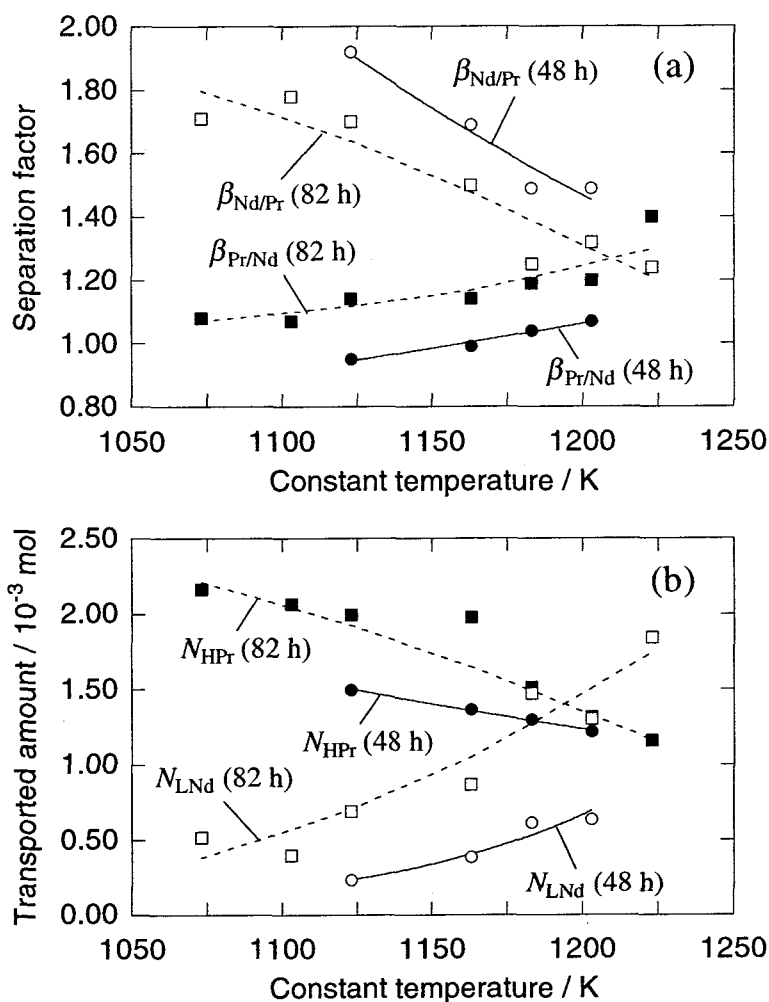 2.00
(a)
β_Nd/Pr (48 h)
1.80
1.60
β_Nd/Pr (82 h)
1.40
β_Pr/Nd (82 h)
1.20
1.00
β_Pr/Nd (48 h)
0.80
Separation factor
1050 1100 1150 1200 1250
Constant temperature / K
2.50
(b)
2.00
N_HPr (82 h)
1.50
N_HPr (48 h)
1.00
N_LNd (82 h)
0.50
N_LNd (48 h)
0.00
Transported amount / 10^-3 mol
1050 1100 1150 1200 1250
Constant temperature / K